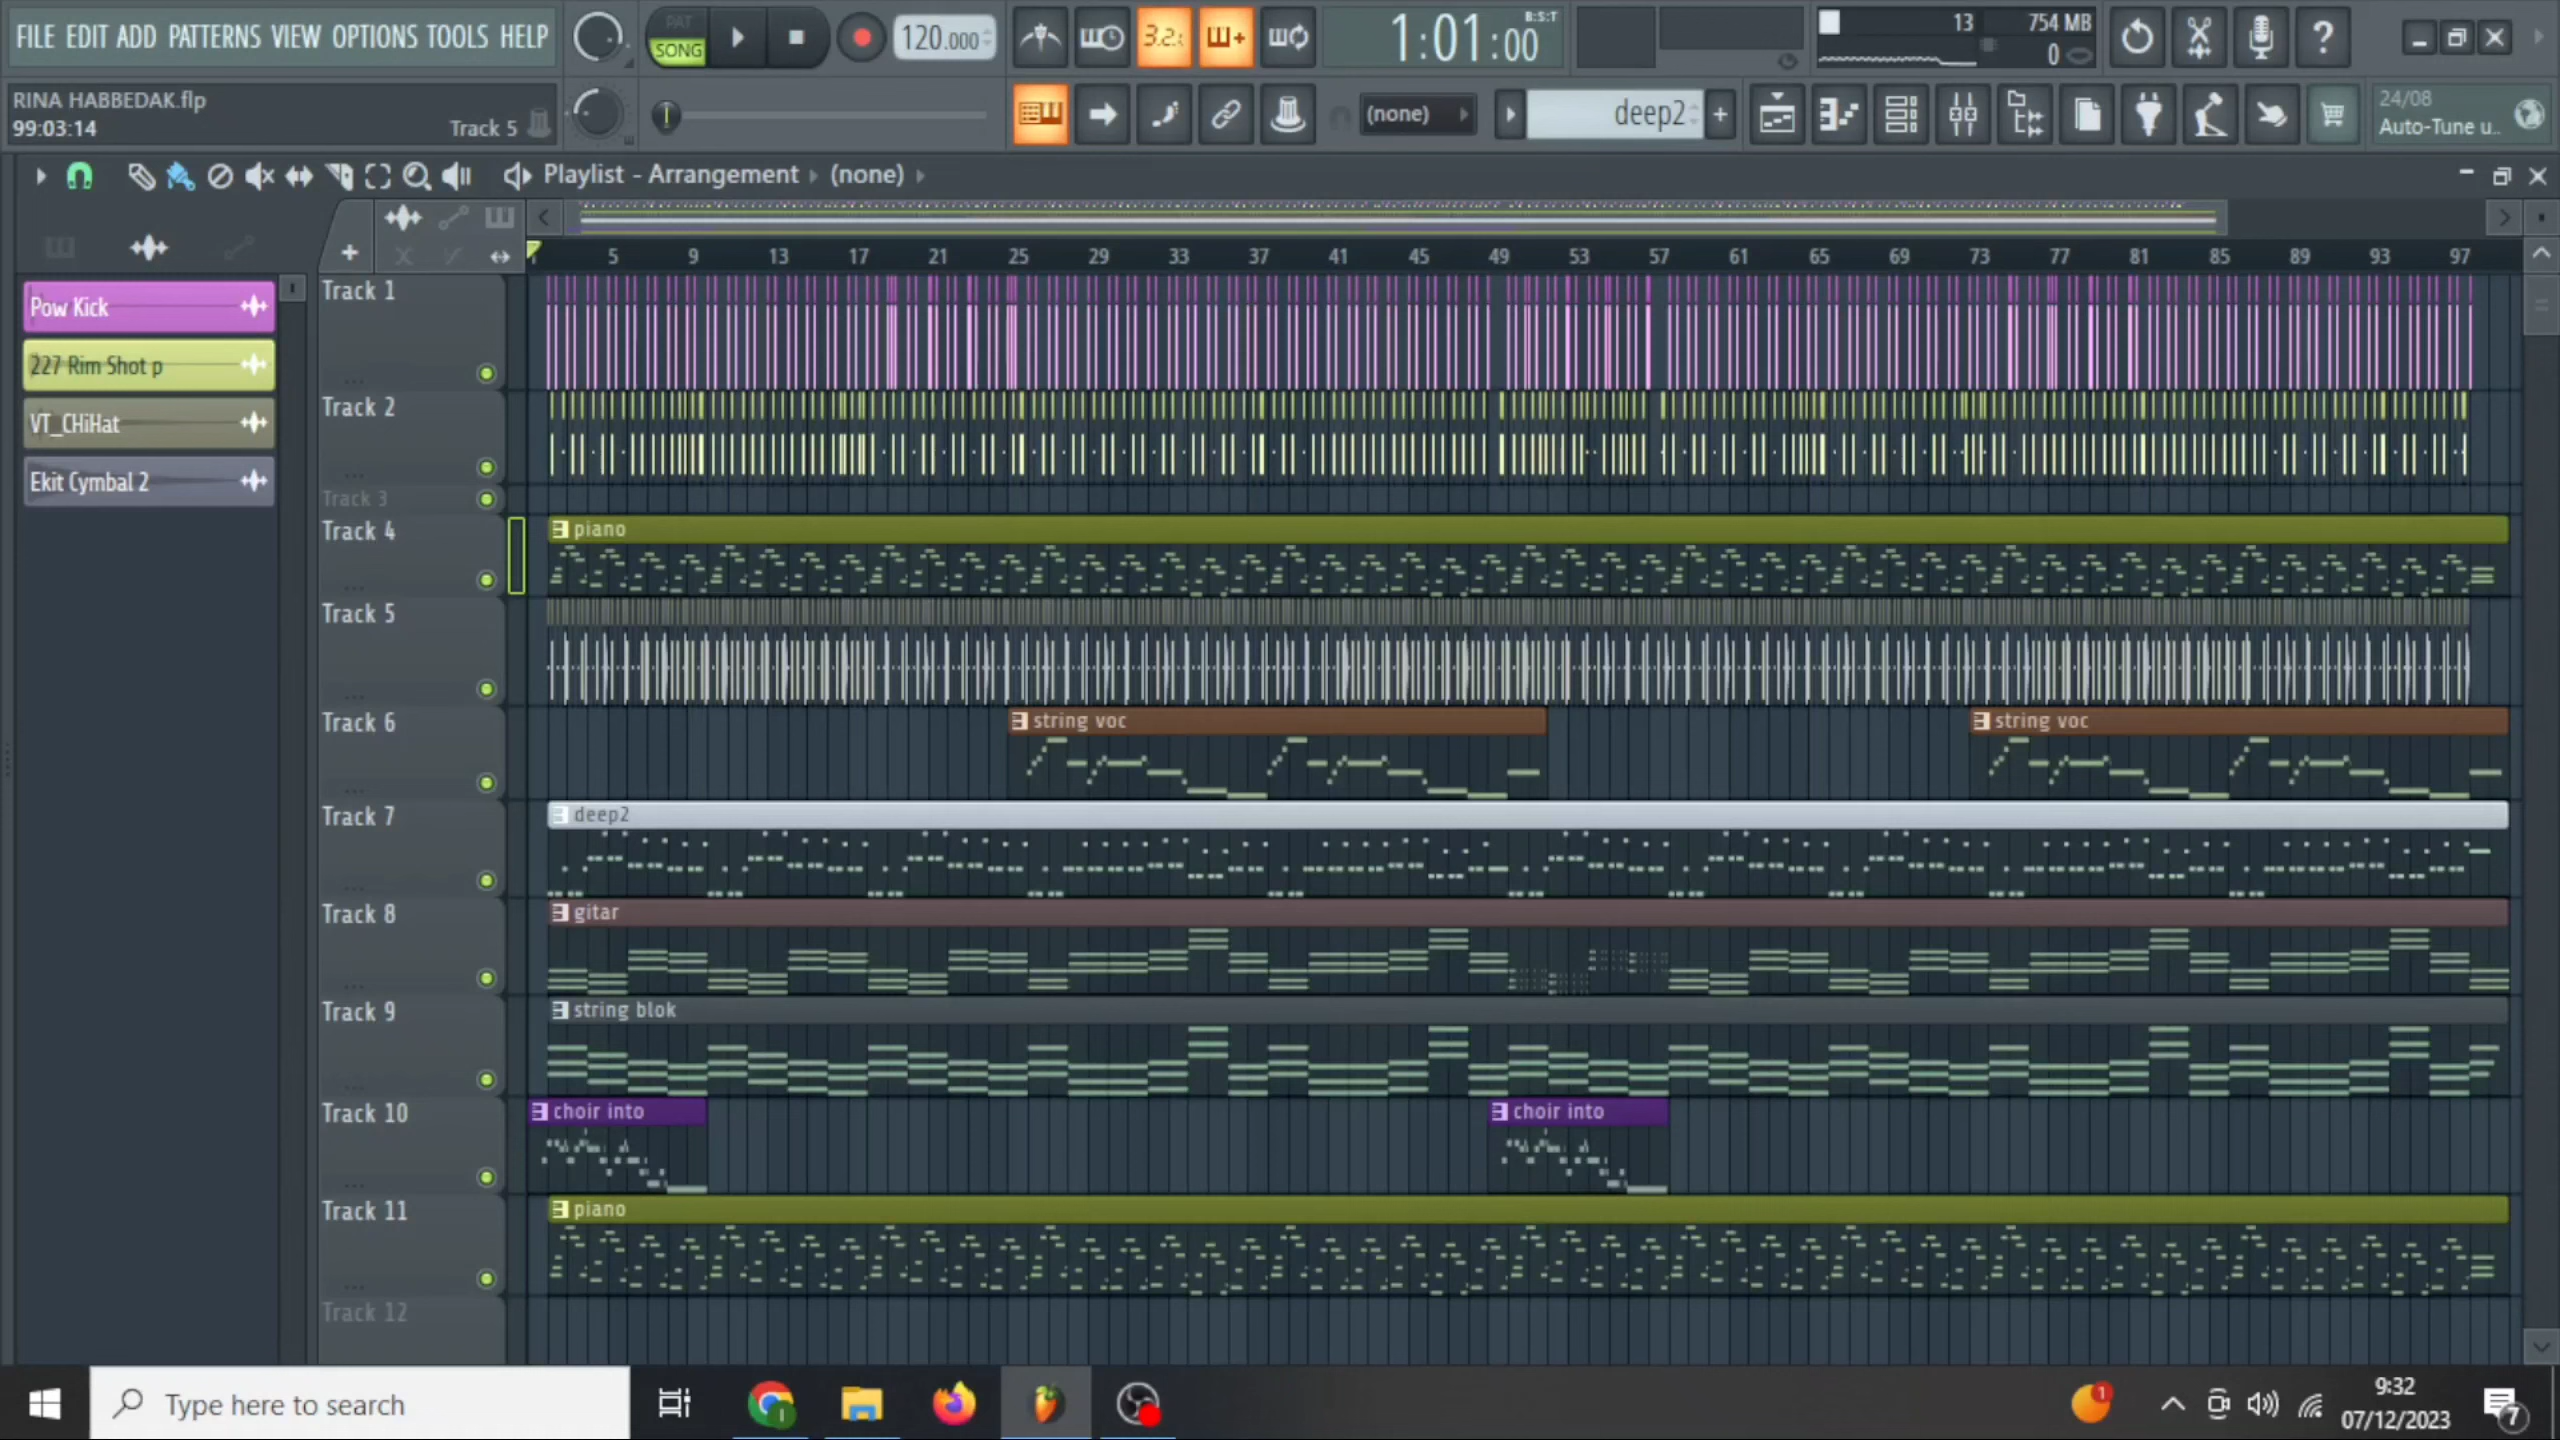 FILE EDIT ADD PATTERNS VIEW OPTIONS TOOLS HELP
PAT
SONG
120.000
3.2.
1:01:00
B:S:T
13
754 MB
0
RINA HABBEDAK.flp
99:03:14
Track 5
(none)
deep2
24/08
Auto-Tune u..
Playlist - Arrangement (none)
1 5 9 13 17 21 25 29 33 37 41 45 49 53 57 61 65 69 73 77 81 85 89 93 97
Pow Kick
227 Rim Shot p
VT_CHiHat
Ekit Cymbal 2
Track 1
Track 2
Track 3
Track 4
piano
Track 5
Track 6
string voc
string voc
Track 7
deep2
Track 8
gitar
Track 9
string blok
Track 10
choir into
choir into
Track 11
piano
Track 12
Type here to search
1
9:32
07/12/2023
7